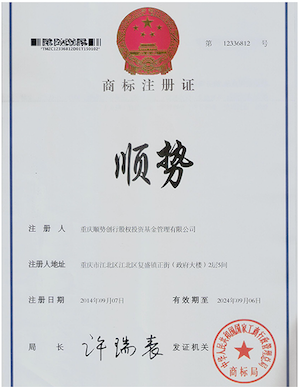 第 12336812 号
商标注册证
顺势
注 册 人 重庆顺势创行股权投资基金管理有限公司
注册人地址 重庆市江北区江北区复盛镇正街（政府大楼）2层5间
注册日期 2014年09月07日 有效期至 2024年09月06日
局 长 许瑞表 发证机关
中华人民共和国国家工商行政管理总局
商标局